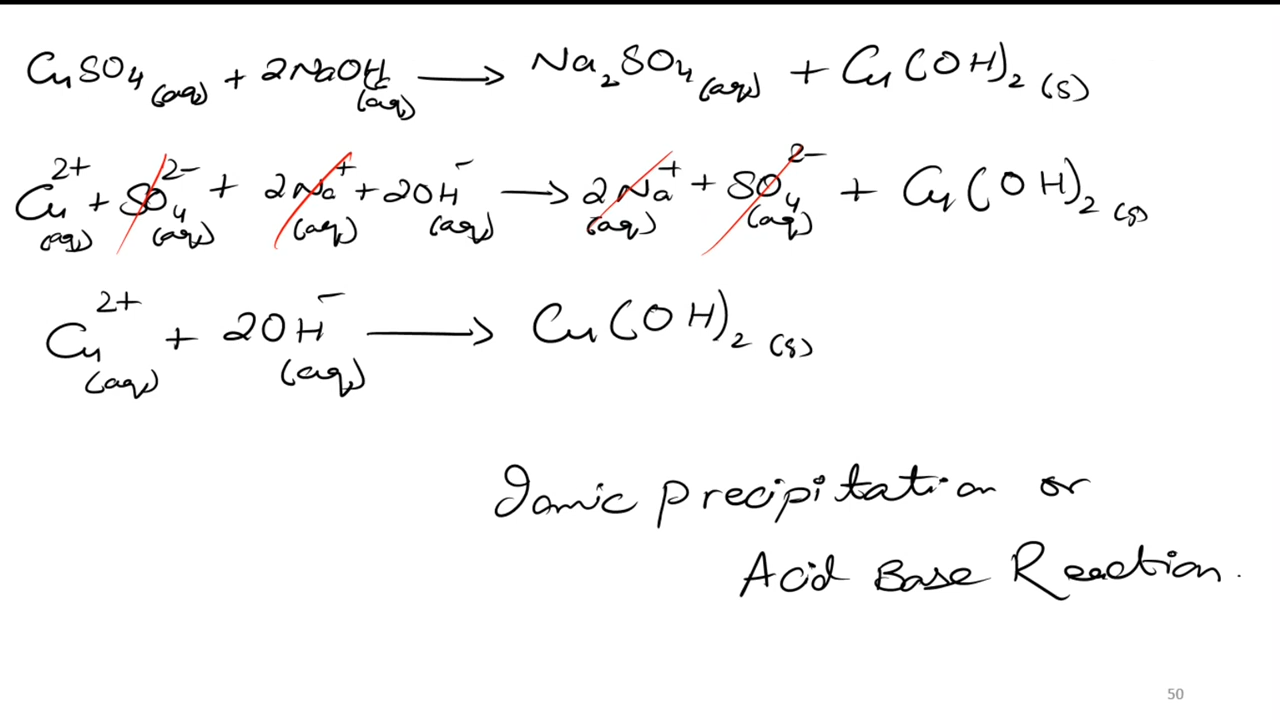 CuSO₄ (aq) + 2NaOH (aq) ⟶ Na₂SO₄ (aq) + Cu(OH)₂ (s)
Cu²⁺ (aq) + SO₄²⁻ (aq) + 2Na⁺ (aq) + 2OH⁻ (aq) ⟶ 2Na⁺ (aq) + SO₄²⁻ (aq) + Cu(OH)₂ (s)
Cu²⁺ (aq) + 2OH⁻ (aq) ⟶ Cu(OH)₂ (s)
Ionic precipitation or
Acid Base Reaction.
50